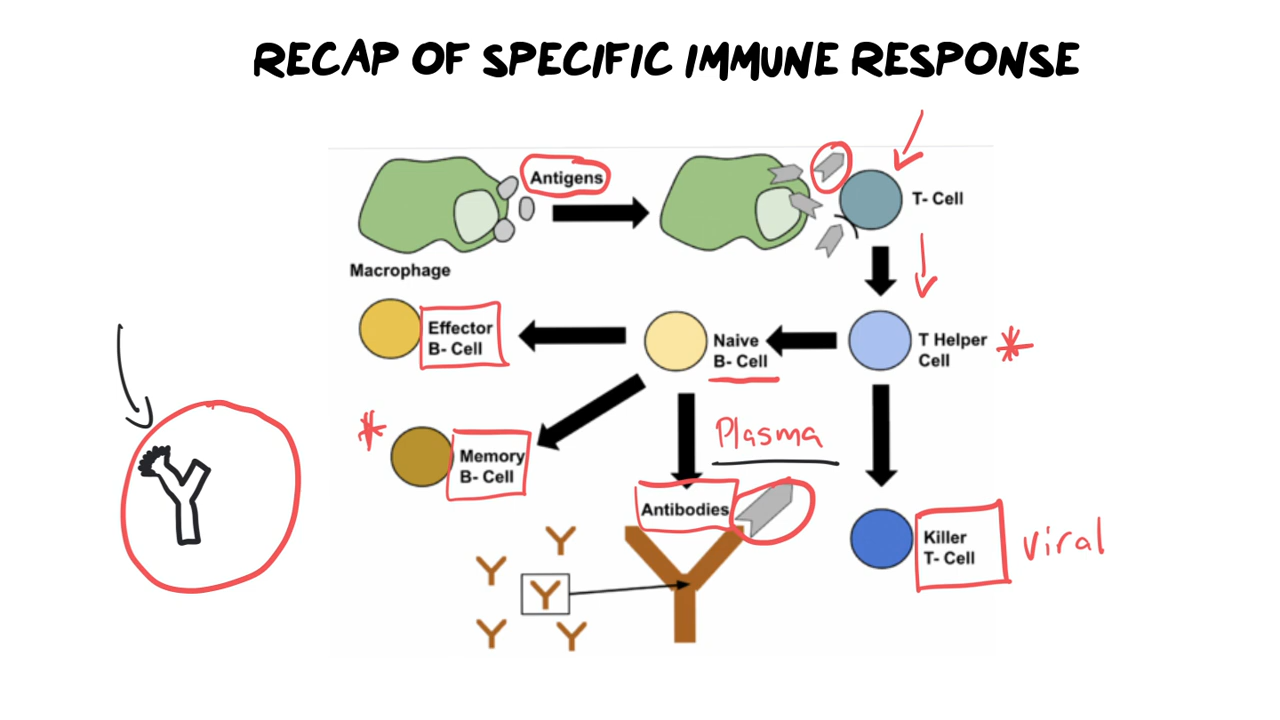 RECAP OF SPECIFIC IMMUNE RESPONSE
Antigens
T- Cell
Macrophage
Effector
B- Cell
Naive
B- Cell
T Helper
Cell
*
*
Memory
B- Cell
Plasma
Antibodies
Killer
T- Cell
viral